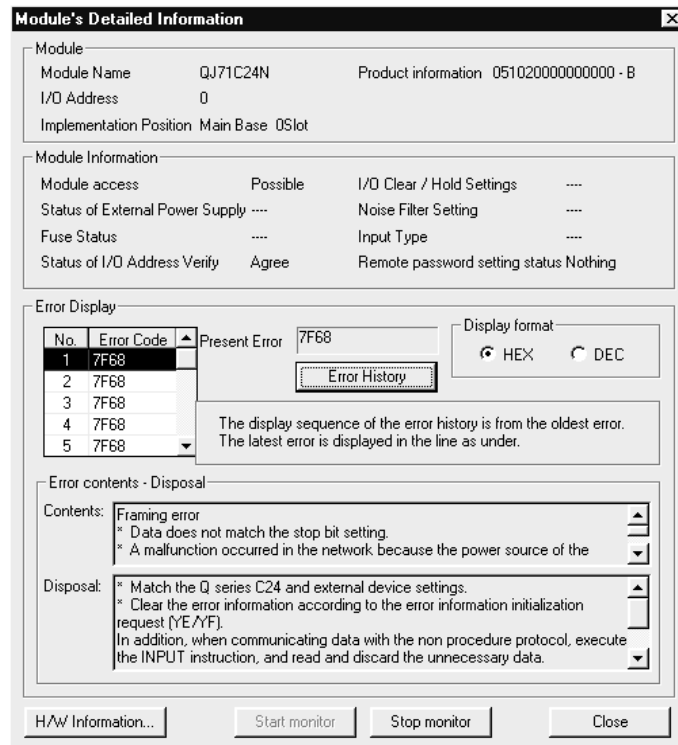 Module's Detailed Information
Module
Module Name QJ71C24N Product information 051020000000000 - B
I/O Address 0
Implementation Position Main Base 0Slot
Module Information
Module access Possible I/O Clear / Hold Settings ----
Status of External Power Supply ---- Noise Filter Setting ----
Fuse Status ---- Input Type ----
Status of I/O Address Verify Agree Remote password setting status Nothing
Error Display
No. Error Code
1 7F68
2 7F68
3 7F68
4 7F68
5 7F68
Present Error 7F68
Error History
Display format
HEX DEC
The display sequence of the error history is from the oldest error.
The latest error is displayed in the line as under.
Error contents - Disposal
Contents: Framing error
* Data does not match the stop bit setting.
* A malfunction occurred in the network because the power source of the
Disposal: * Match the Q series C24 and external device settings.
* Clear the error information according to the error information initialization
request (YE/YF).
In addition, when communicating data with the non procedure protocol, execute
the INPUT instruction, and read and discard the unnecessary data.
H/W Information... Start monitor Stop monitor Close